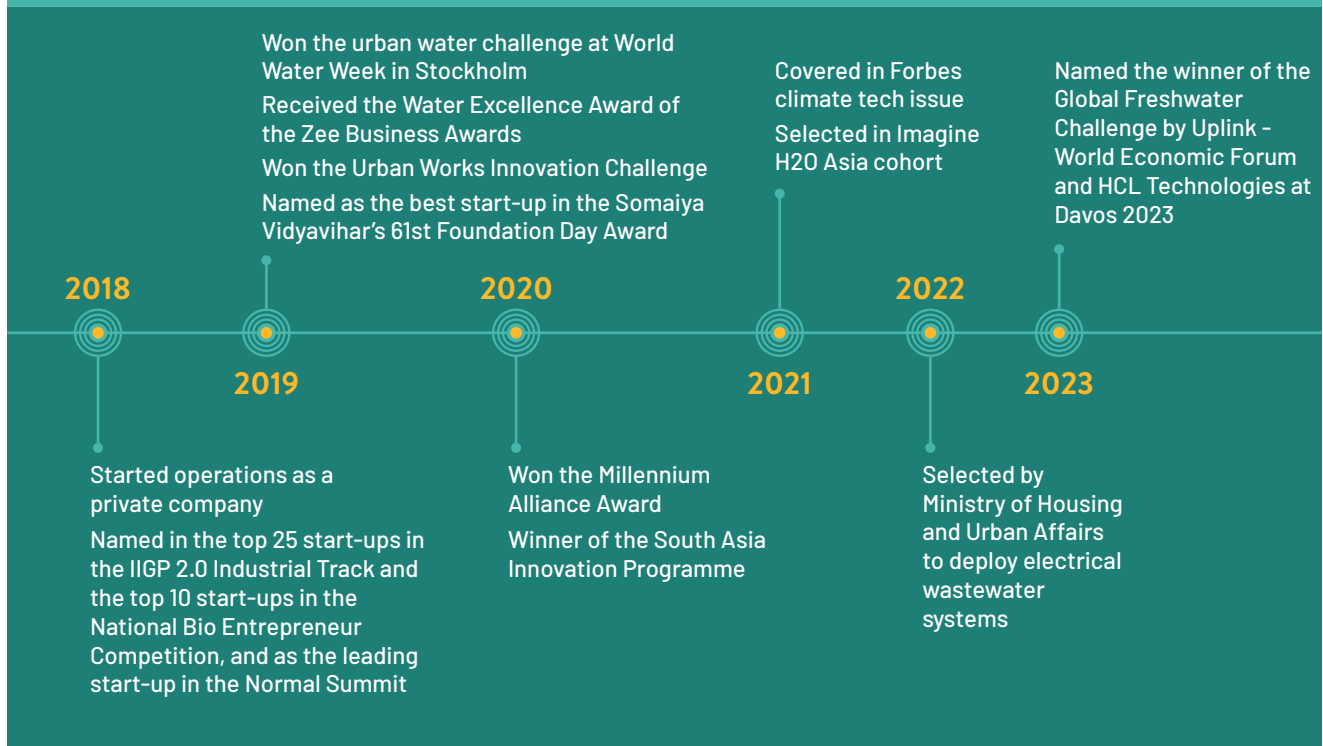 Won the urban water challenge at World
Water Week in Stockholm
Received the Water Excellence Award of
the Zee Business Awards
Won the Urban Works Innovation Challenge
Named as the best start-up in the Somaiya
Vidyavihar's 61st Foundation Day Award
Covered in Forbes
climate tech issue
Selected in Imagine
H2O Asia cohort
Named the winner of the
Global Freshwater
Challenge by Uplink -
World Economic Forum
and HCL Technologies at
Davos 2023
2018
2020
2022
2019
2021
2023
Started operations as a
private company
Named in the top 25 start-ups in
the IIGP 2.0 Industrial Track and
the top 10 start-ups in the
National Bio Entrepreneur
Competition, and as the leading
start-up in the Normal Summit
Won the Millennium
Alliance Award
Winner of the South Asia
Innovation Programme
Selected by
Ministry of Housing
and Urban Affairs
to deploy electrical
wastewater
systems